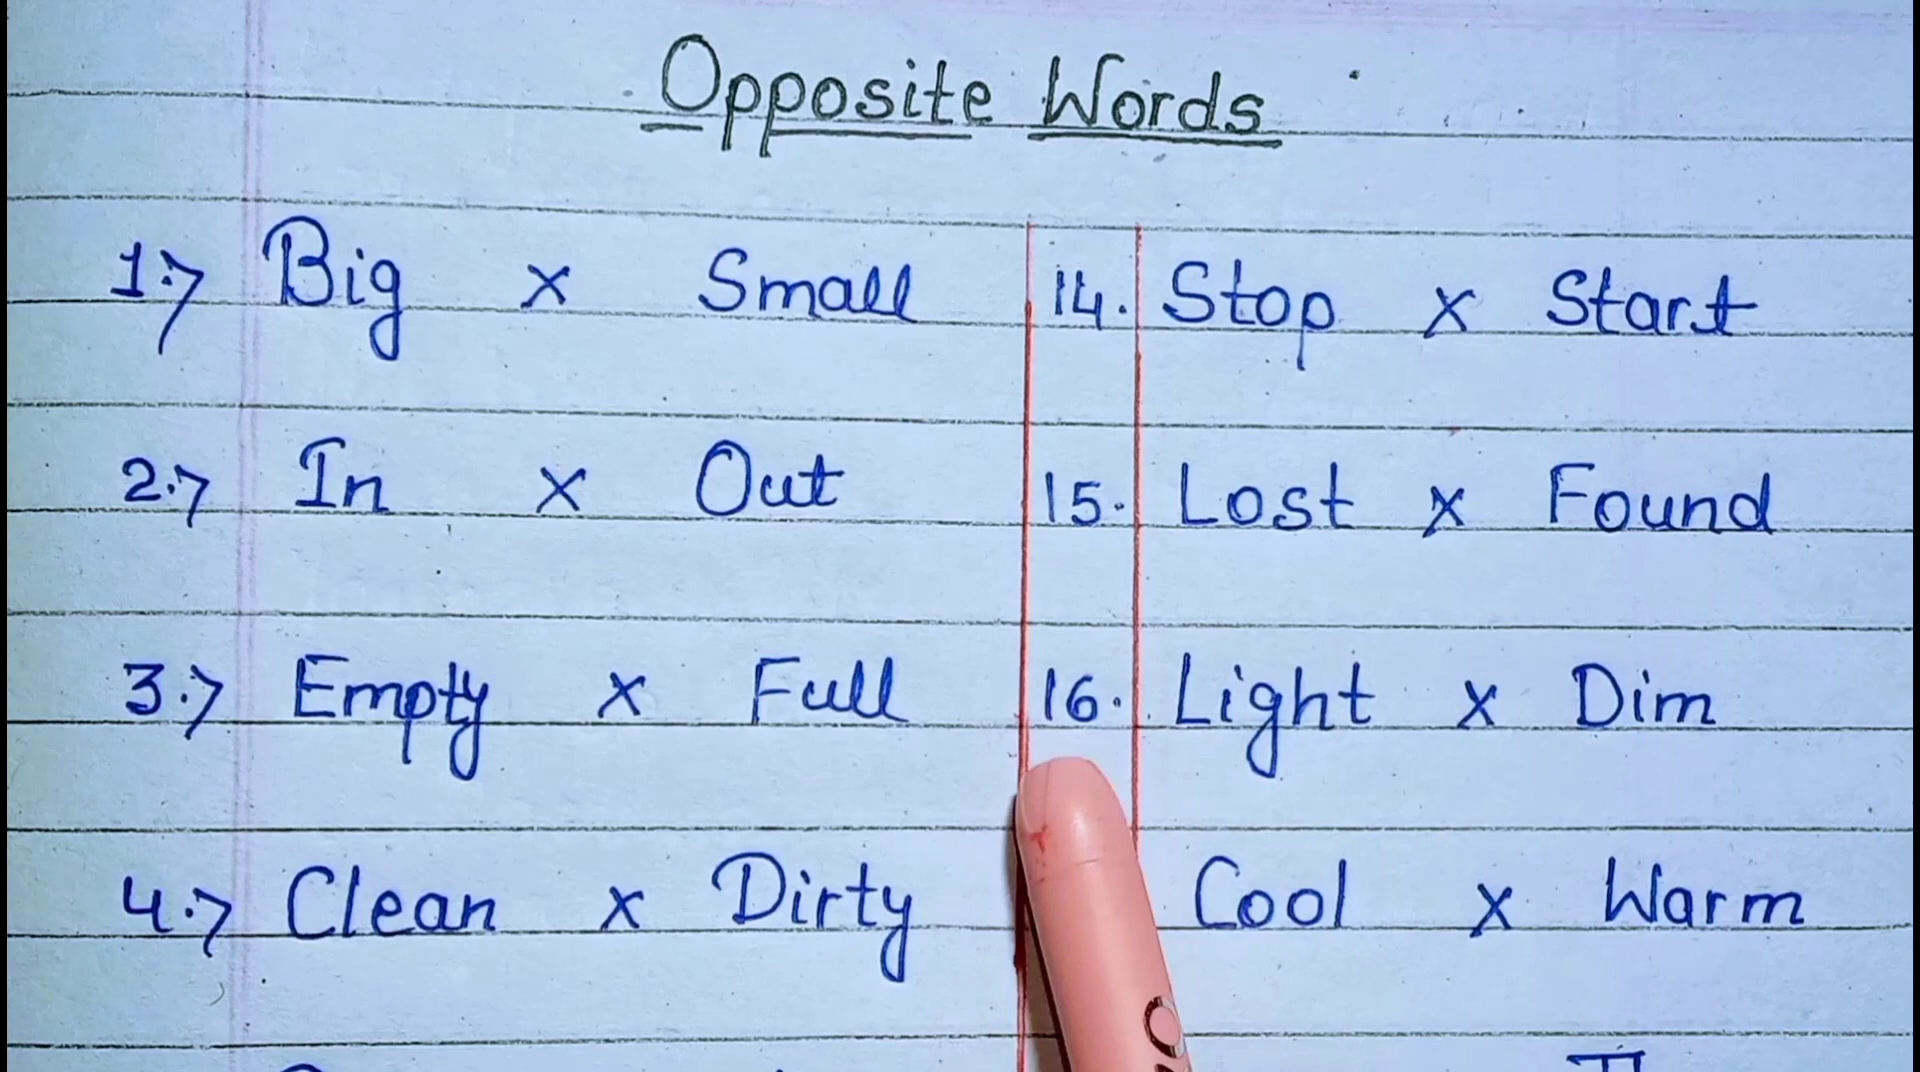 Opposite Words
1.> Big x Small 14. Stop x Start
2.> In x Out 15. Lost x Found
3.> Empty x Full 16. Light x Dim
4.> Clean x Dirty Cool x Warm